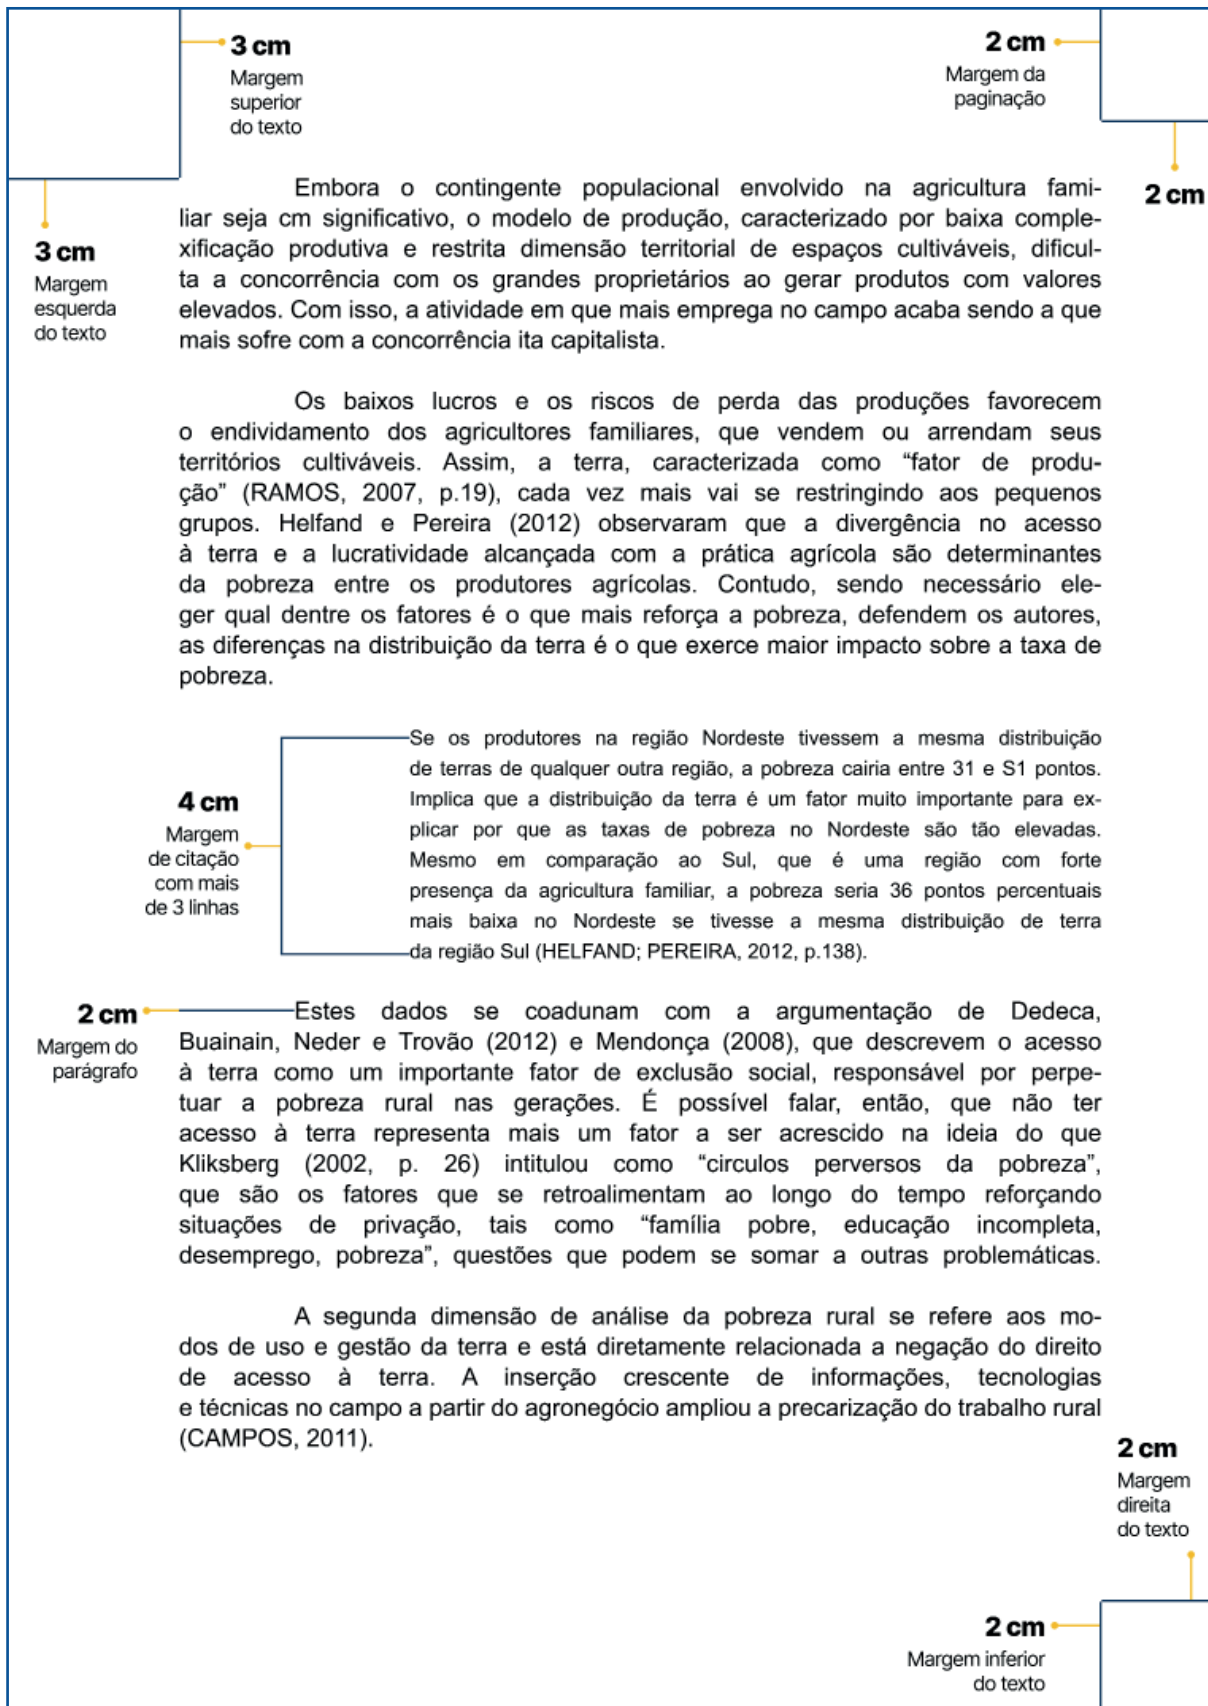 3 cm
Margem
superior
do texto
2 cm
Margem da
paginação
2 cm
3 cm
Margem
esquerda
do texto
Embora o contingente populacional envolvido na agricultura fami-
liar seja cm significativo, o modelo de produção, caracterizado por baixa comple-
xificação produtiva e restrita dimensão territorial de espaços cultiváveis, dificul-
ta a concorrência com os grandes proprietários ao gerar produtos com valores
elevados. Com isso, a atividade em que mais emprega no campo acaba sendo a que
mais sofre com a concorrência ita capitalista.
Os baixos lucros e os riscos de perda das produções favorecem
o endividamento dos agricultores familiares, que vendem ou arrendam seus
territórios cultiváveis. Assim, a terra, caracterizada como “fator de produ-
ção” (RAMOS, 2007, p.19), cada vez mais vai se restringindo aos pequenos
grupos. Helfand e Pereira (2012) observaram que a divergência no acesso
à terra e a lucratividade alcançada com a prática agrícola são determinantes
da pobreza entre os produtores agrícolas. Contudo, sendo necessário ele-
ger qual dentre os fatores é o que mais reforça a pobreza, defendem os autores,
as diferenças na distribuição da terra é o que exerce maior impacto sobre a taxa de
pobreza.
4 cm
Margem
de citação
com mais
de 3 linhas
Se os produtores na região Nordeste tivessem a mesma distribuição
de terras de qualquer outra região, a pobreza cairia entre 31 e S1 pontos.
Implica que a distribuição da terra é um fator muito importante para ex-
plicar por que as taxas de pobreza no Nordeste são tão elevadas.
Mesmo em comparação ao Sul, que é uma região com forte
presença da agricultura familiar, a pobreza seria 36 pontos percentuais
mais baixa no Nordeste se tivesse a mesma distribuição de terra
da região Sul (HELFAND; PEREIRA, 2012, p.138).
2 cm
Margem do
parágrafo
Estes dados se coadunam com a argumentação de Dedeca,
Buainain, Neder e Trovão (2012) e Mendonça (2008), que descrevem o acesso
à terra como um importante fator de exclusão social, responsável por perpe-
tuar a pobreza rural nas gerações. É possível falar, então, que não ter
acesso à terra representa mais um fator a ser acrescido na ideia do que
Kliksberg (2002, p. 26) intitulou como “circulos perversos da pobreza”,
que são os fatores que se retroalimentam ao longo do tempo reforçando
situações de privação, tais como “família pobre, educação incompleta,
desemprego, pobreza”, questões que podem se somar a outras problemáticas.
A segunda dimensão de análise da pobreza rural se refere aos mo-
dos de uso e gestão da terra e está diretamente relacionada a negação do direito
de acesso à terra. A inserção crescente de informações, tecnologias
e técnicas no campo a partir do agronegócio ampliou a precarização do trabalho rural
(CAMPOS, 2011).
2 cm
Margem
direita
do texto
2 cm
Margem inferior
do texto